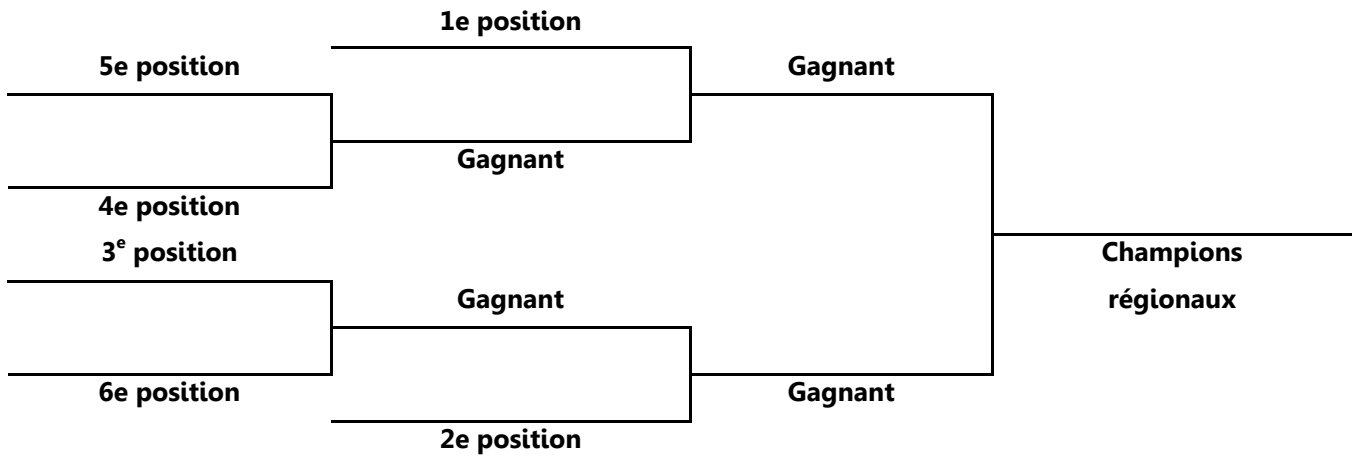 1e position
5e position
Gagnant
Gagnant
4e position
3e position
Champions
régionaux
Gagnant
6e position
Gagnant
2e position